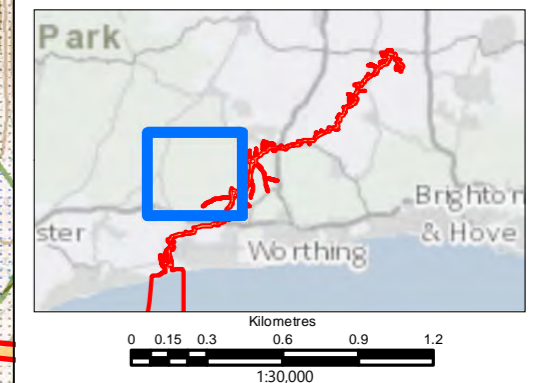 Park
Brighton
ster
& Hove
Worthing
Kilometres
0 0.15 0.3 0.6 0.9 1.2
1:30,000